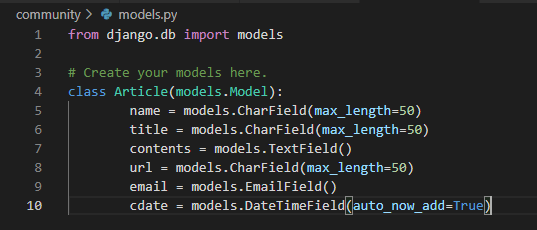 community > models.py
1 from django.db import models
2
3 # Create your models here.
4 class Article(models.Model):
5 name = models.CharField(max_length=50)
6 title = models.CharField(max_length=50)
7 contents = models.TextField()
8 url = models.CharField(max_length=50)
9 email = models.EmailField()
10 cdate = models.DateTimeField(auto_now_add=True)